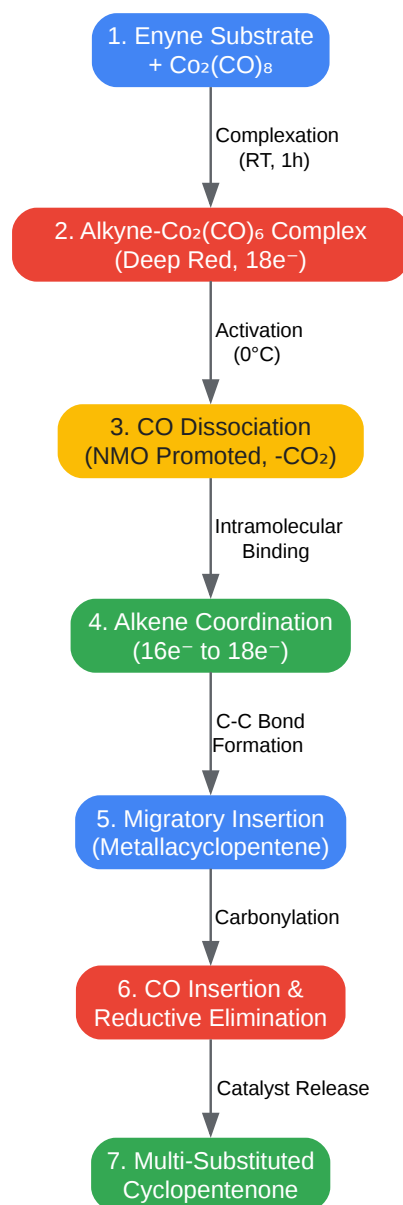 1. Enyne Substrate
+ Co₂(CO)₈
Complexation
(RT, 1h)
2. Alkyne-Co₂(CO)₆ Complex
(Deep Red, 18e⁻)
Activation
(0°C)
3. CO Dissociation
(NMO Promoted, -CO₂)
Intramolecular
Binding
4. Alkene Coordination
(16e⁻ to 18e⁻)
C-C Bond
Formation
5. Migratory Insertion
(Metallacyclopentene)
Carbonylation
6. CO Insertion &
Reductive Elimination
Catalyst Release
7. Multi-Substituted
Cyclopentenone